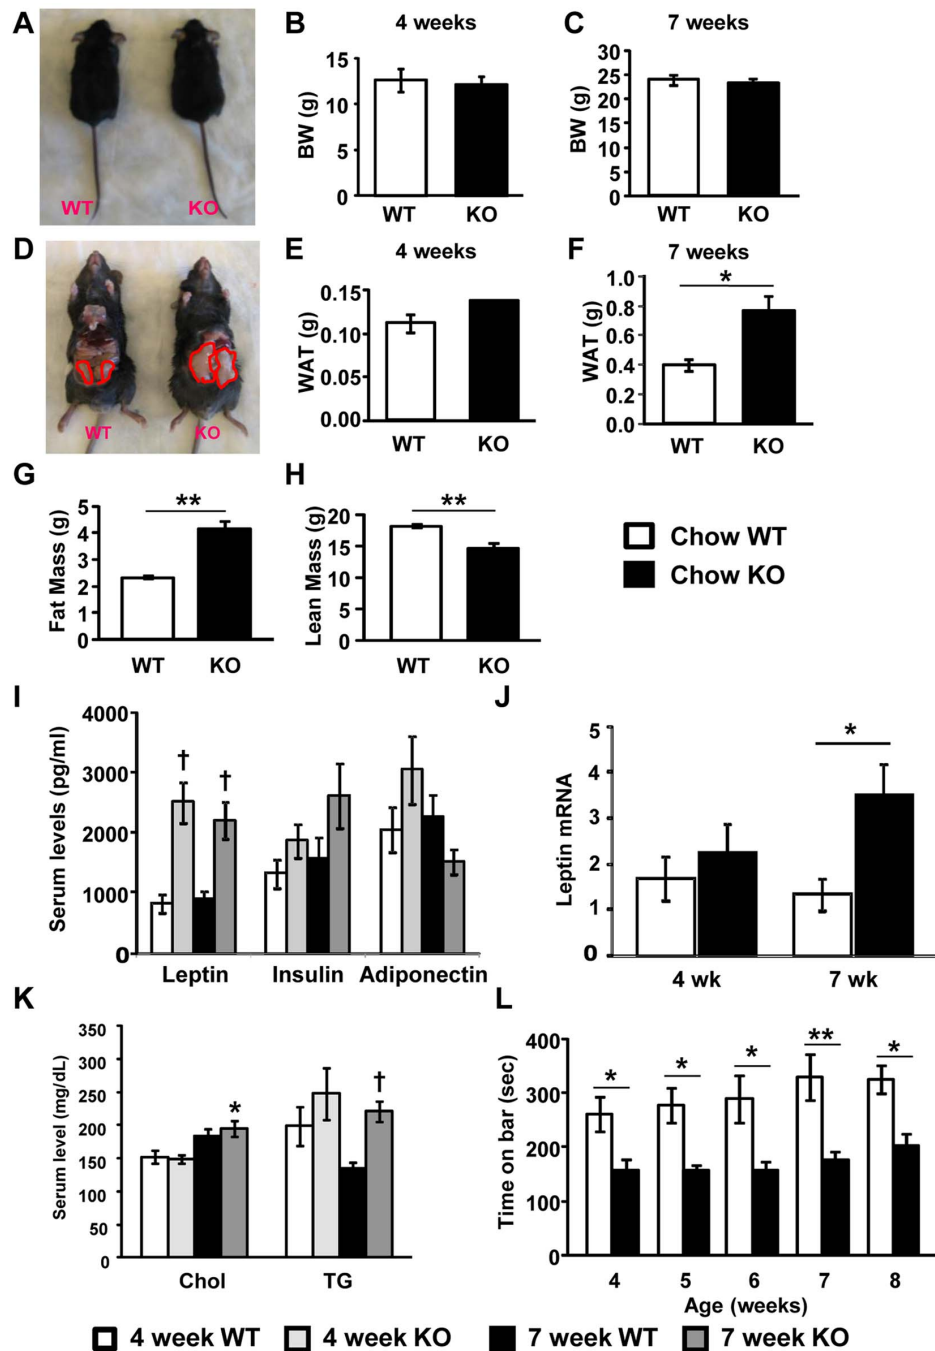 A
WT
KO
B
4 weeks
BW (g)
15
10
5
0
WT
KO
C
7 weeks
BW (g)
30
25
20
15
10
5
0
WT
KO
D
WT
KO
E
4 weeks
WAT (g)
0.15
0.10
0.05
0.00
WT
KO
F
7 weeks
WAT (g)
1.0
0.8
0.6
0.4
0.2
0.0
*
WT
KO
G
Fat Mass (g)
5
4
3
2
1
0
**
WT
KO
H
Lean Mass (g)
20
15
10
5
0
**
WT
KO
Chow WT
Chow KO
I
Serum levels (pg/ml)
4000
3000
2000
1000
0
†
†
Leptin
Insulin
Adiponectin
J
Leptin mRNA
5
4
3
2
1
0
*
4 wk
7 wk
K
Serum level (mg/dL)
350
300
250
200
150
100
50
0
*
†
Chol
TG
L
Time on bar (sec)
400
300
200
100
0
*
*
*
**
*
4
5
6
7
8
Age (weeks)
4 week WT
4 week KO
7 week WT
7 week KO